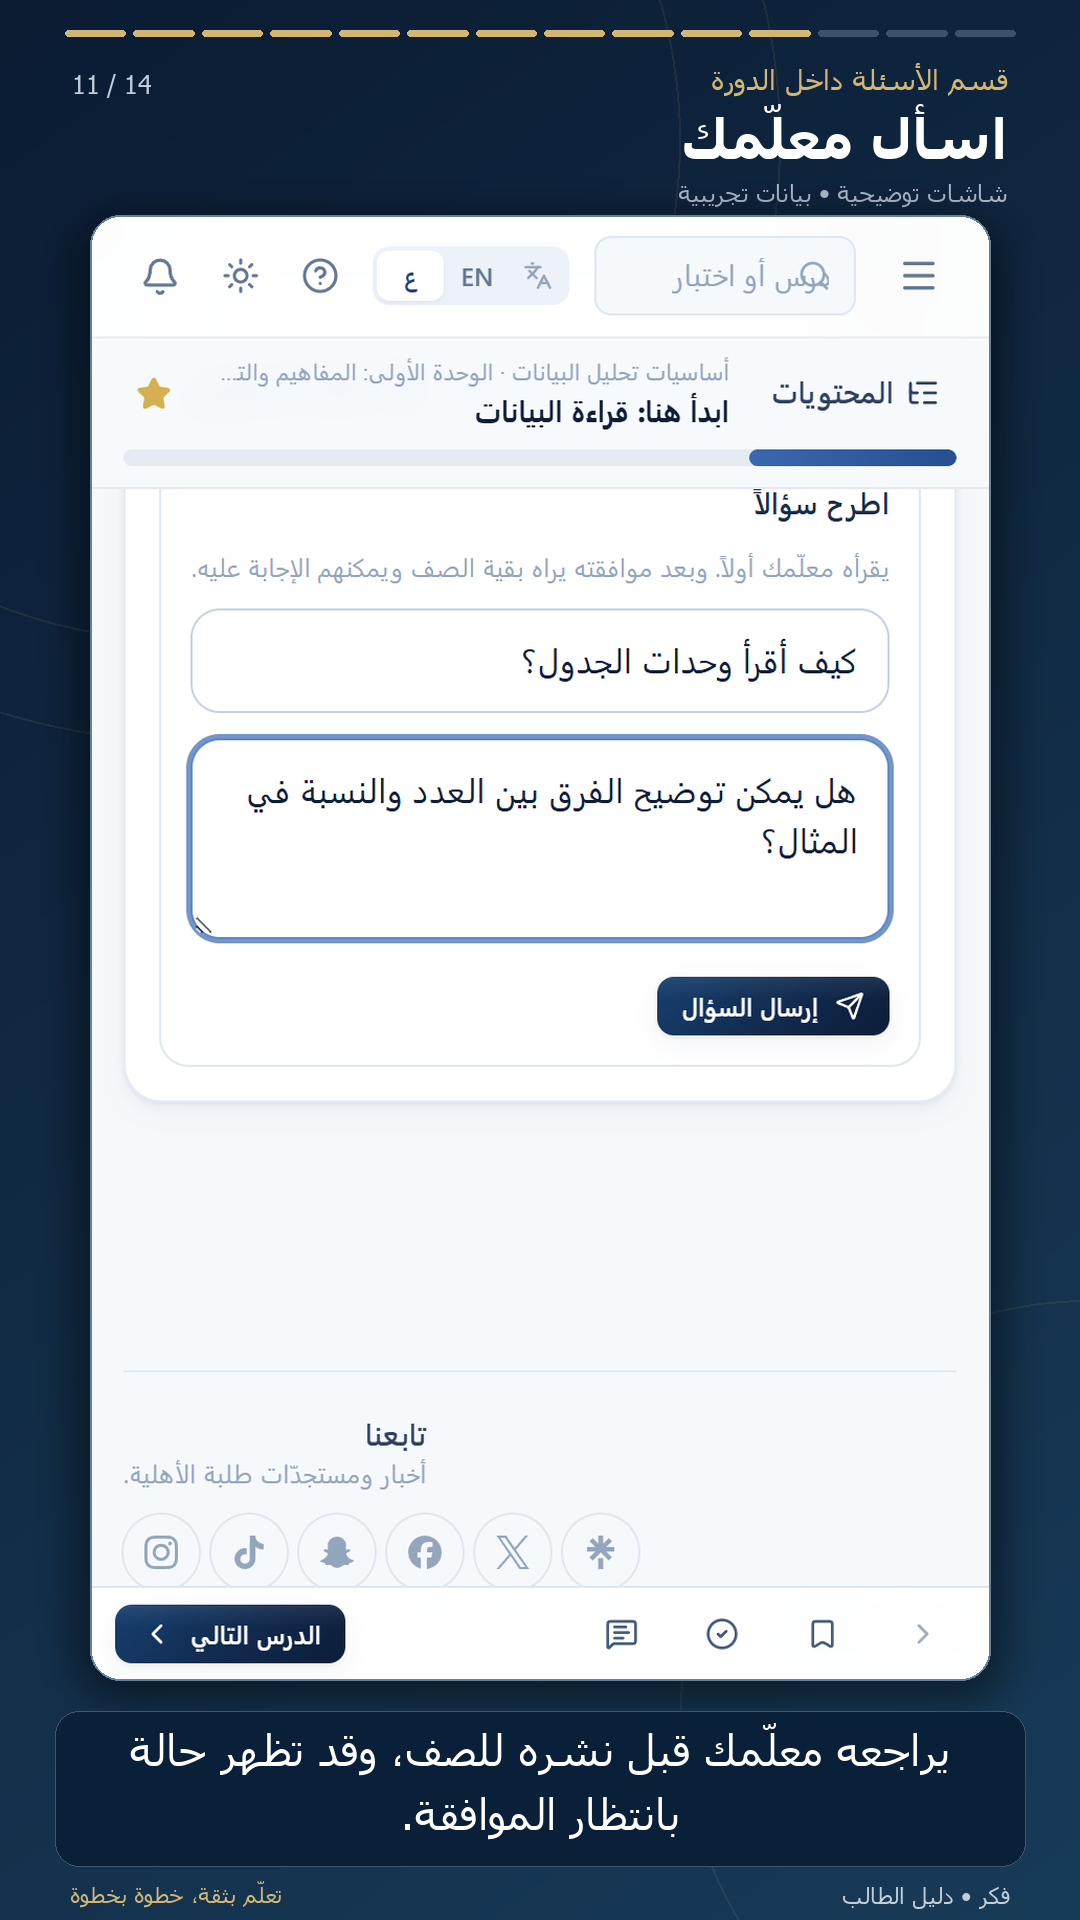 11 / 14
قسم الأسئلة داخل الدورة
اسأل معلّمك
شاشات توضيحية • بيانات تجريبية
أو اختبار
EN
ع
المحتويات
أساسيات تحليل البيانات · الوحدة الأولى: المفاهيم والتـ...
ابدأ هنا: قراءة البيانات
اطرح سؤالاً
يقرأه معلّمك أولاً. وبعد موافقته يراه بقية الصف ويمكنهم الإجابة عليه.
كيف أقرأ وحدات الجدول؟
هل يمكن توضيح الفرق بين العدد والنسبة في
المثال؟
إرسال السؤال
تابعنا
أخبار ومستجدّات طلبة الأهلية.
الدرس التالي
يراجعه معلّمك قبل نشره للصف، وقد تظهر حالة
بانتظار الموافقة.
فكر • دليل الطالب
تعلّم بثقة، خطوة بخطوة